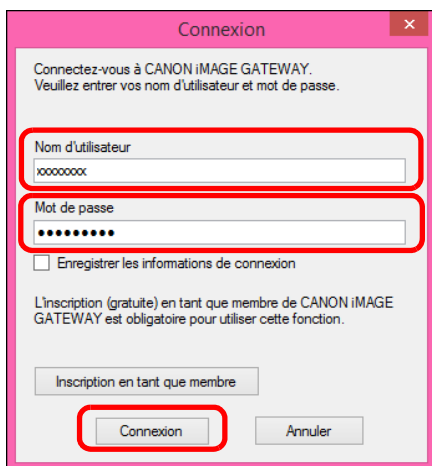 Connexion
Connectez-vous à CANON iMAGE GATEWAY.
Veuillez entrer vos nom d'utilisateur et mot de passe.
Nom d'utilisateur
xxxxxxxx
Mot de passe
●●●●●●●●●
Enregistrer les informations de connexion
L'inscription (gratuite) en tant que membre de CANON iMAGE
GATEWAY est obligatoire pour utiliser cette fonction.
Inscription en tant que membre
Connexion
Annuler